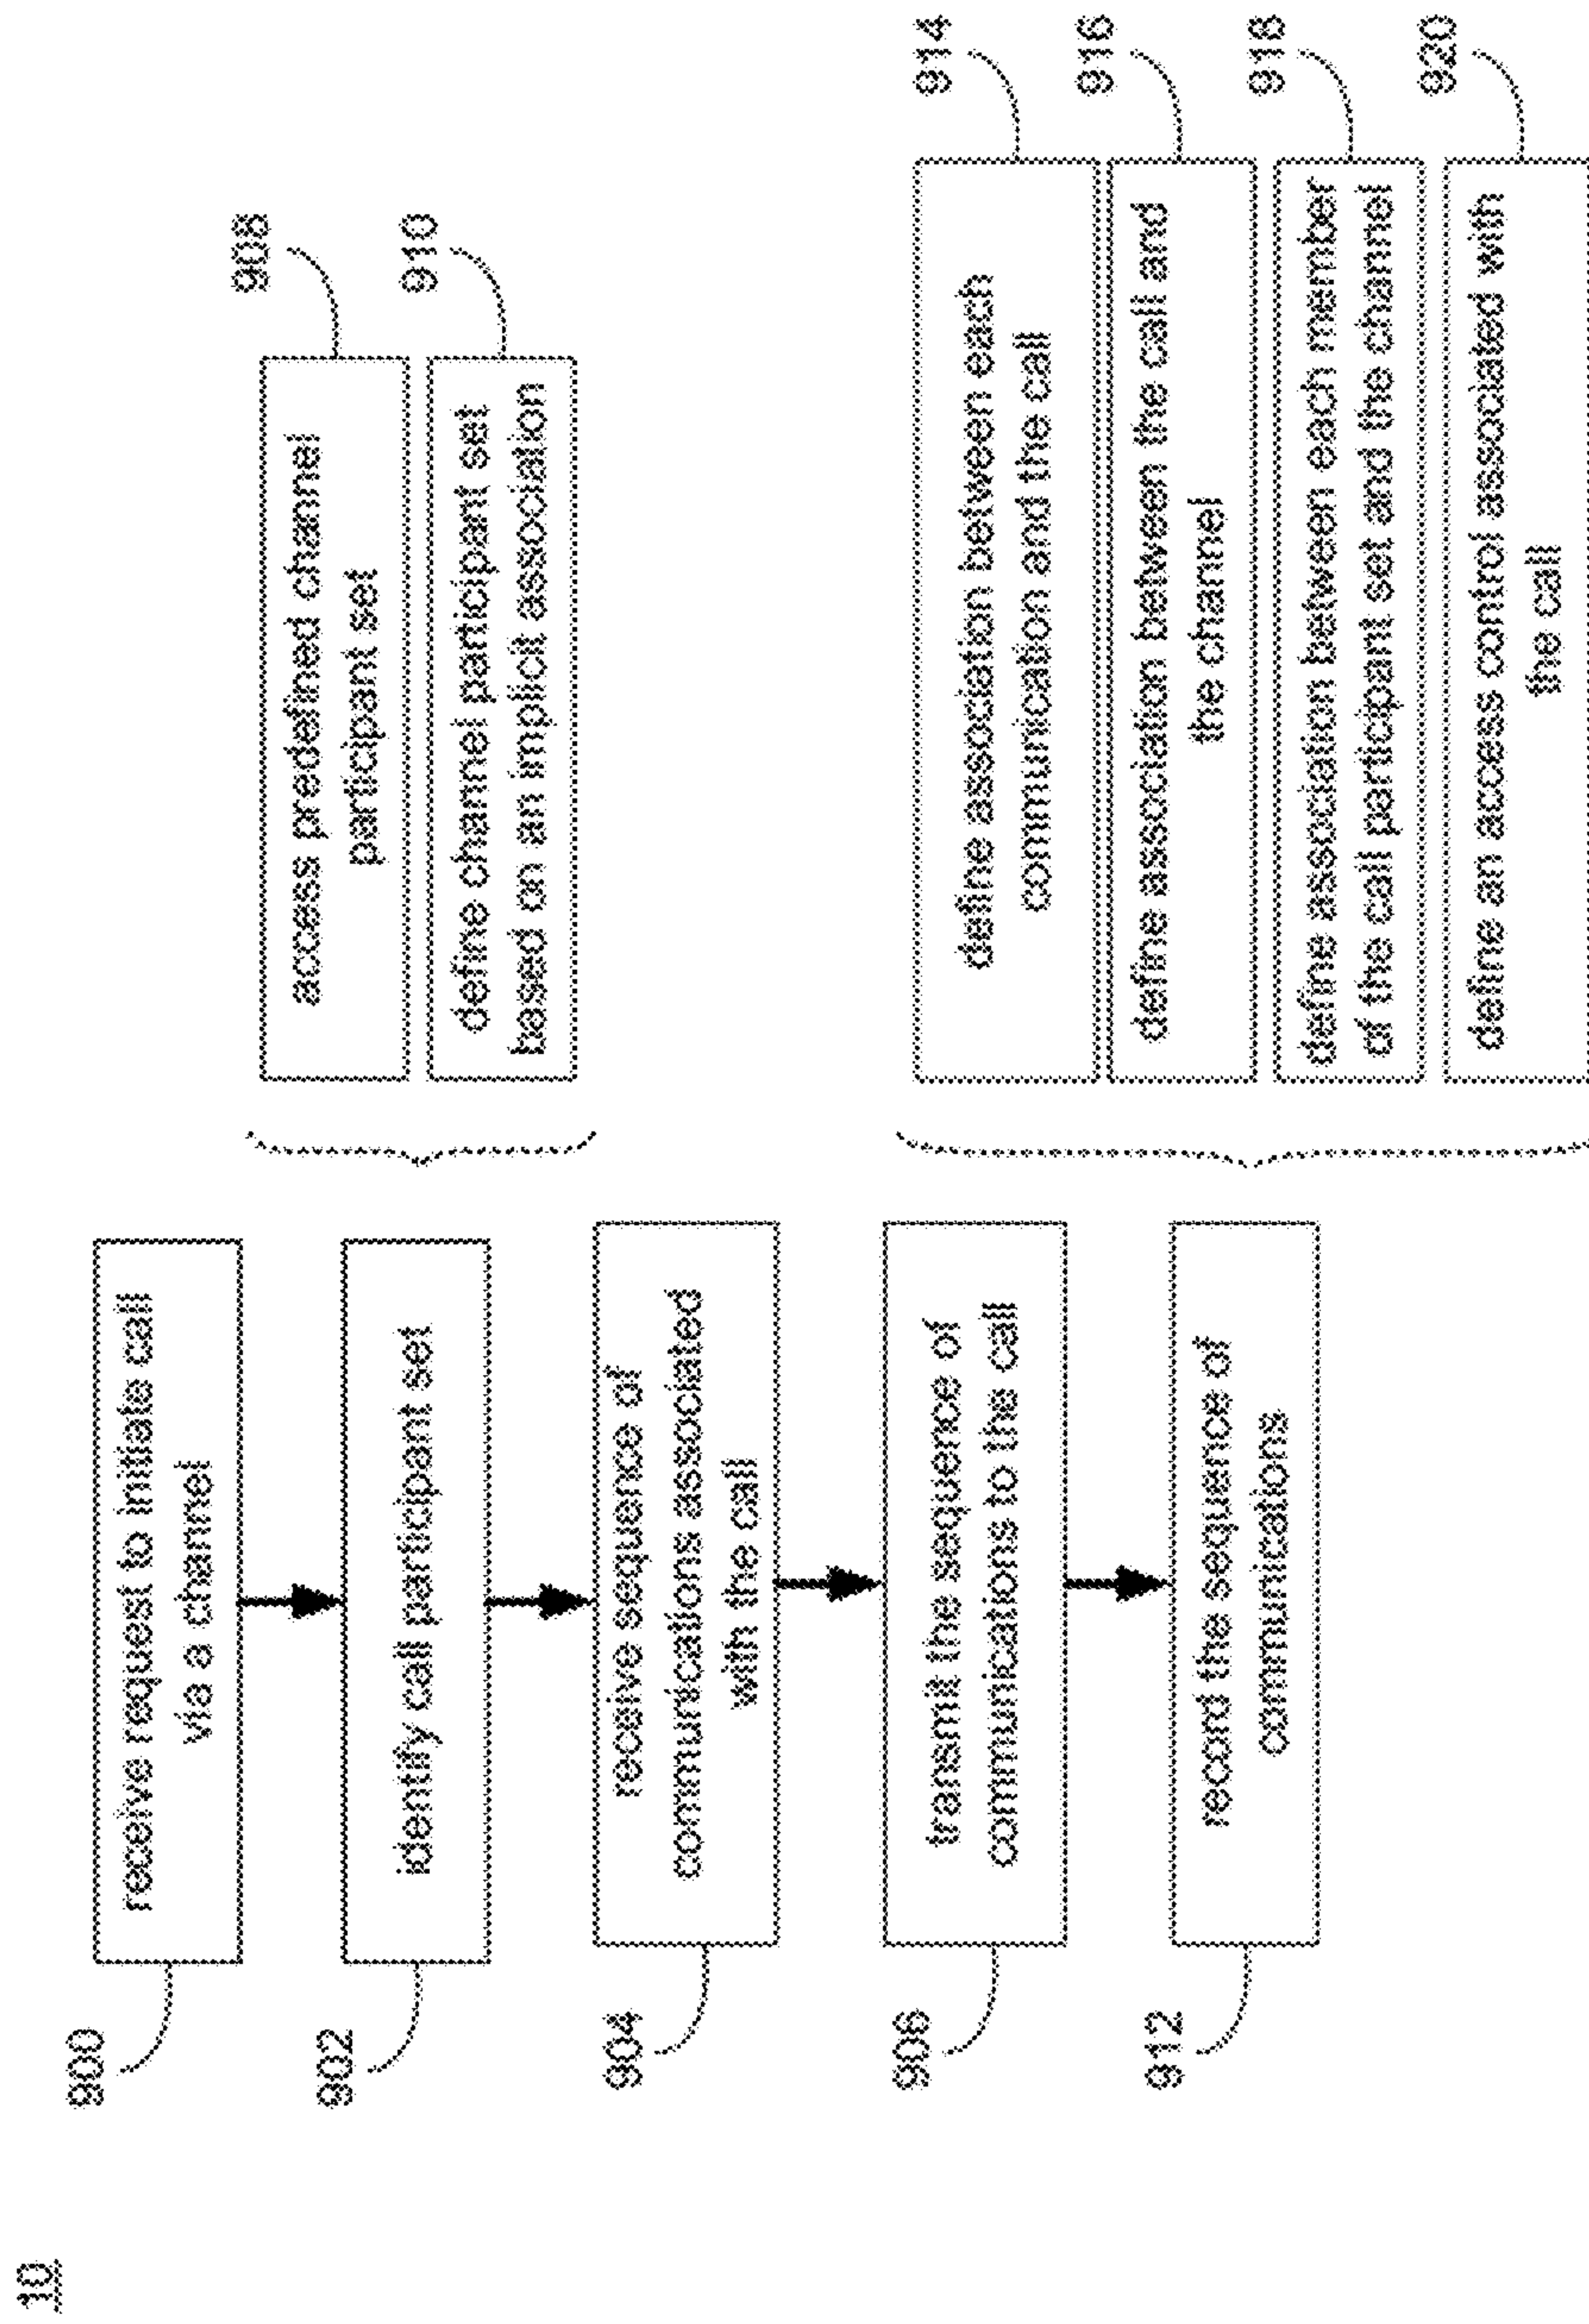 10
900
receive request to initiate call
via a channel
902
identify call participant set
908
access predefined channel
participant set
910
define channel participant set
based on an implicit association
904
receive sequence of
communications associated
with the call
906
transmit the sequence of
communications to the call
912
record the sequence of
communications
914
define association between each
communication and the call
916
define association between the call and
the channel
918
define association between each member
of the call participant set and the channel
920
define an access control associated with
the call